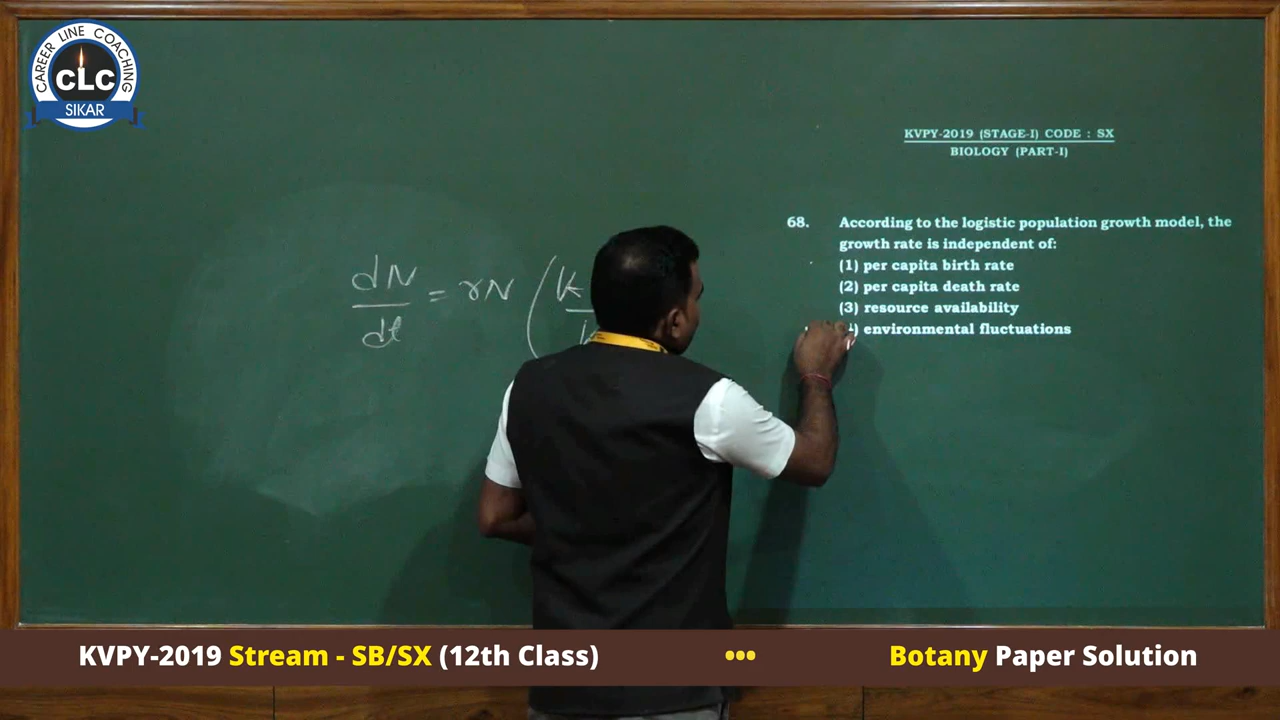 CAREER LINE COACHING
CLC
SIKAR
KVPY-2019 (STAGE-I) CODE : SX
BIOLOGY (PART-I)
68. According to the logistic population growth model, the
growth rate is independent of:
(1) per capita birth rate
(2) per capita death rate
(3) resource availability
) environmental fluctuations
dN
dt
= rN (
K
KVPY-2019 Stream - SB/SX (12th Class) ••• Botany Paper Solution